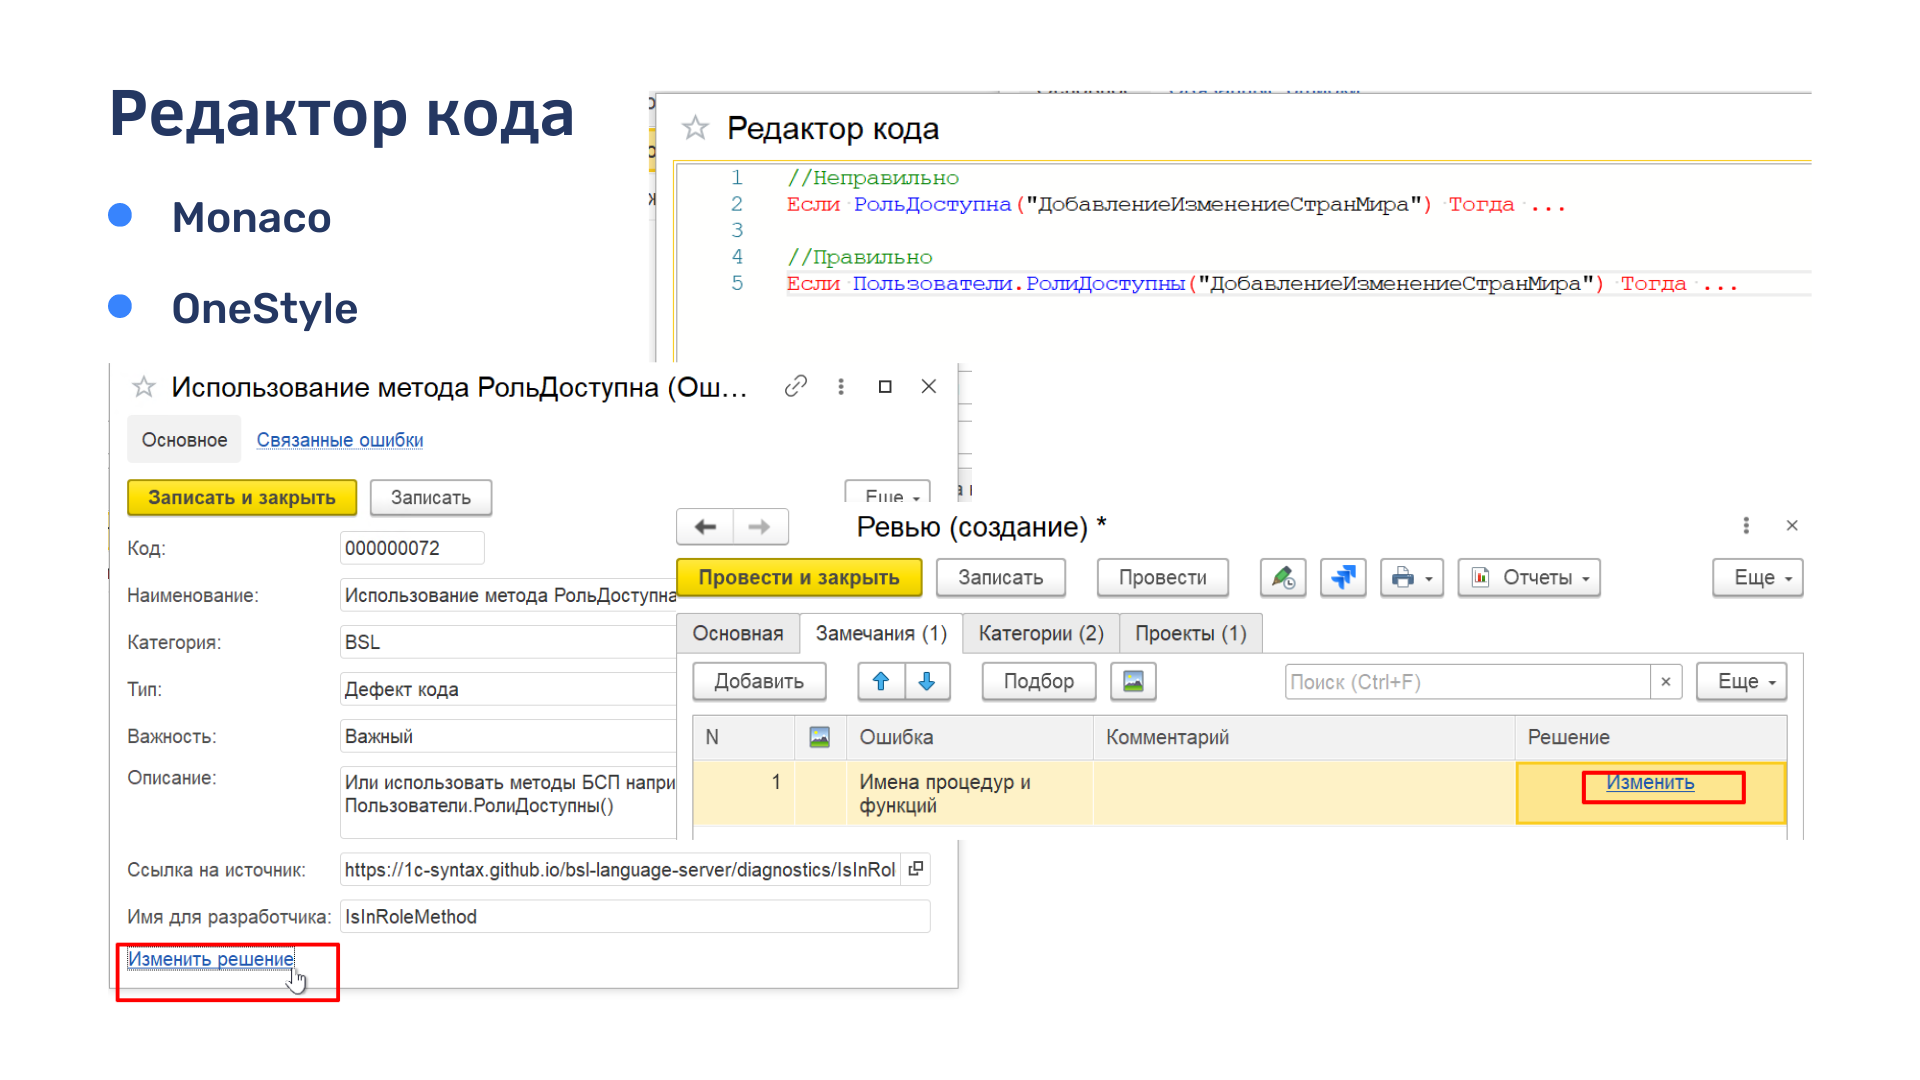 Редактор кода
Monaco
OneStyle
Редактор кода
1 //Неправильно
2 Если РольДоступна("ДобавлениеИзменениеСтранМира") Тогда ...
3
4 //Правильно
5 Если Пользователи.РолиДоступны("ДобавлениеИзменениеСтранМира") Тогда ...
Использование метода РольДоступна (Ош...
Основное Связанные ошибки
Записать и закрыть Записать Еще
Код: 000000072
Наименование: Использование метода РольДоступна
Категория: BSL
Тип: Дефект кода
Важность: Важный
Описание: Или использовать методы БСП напри
Пользователи.РолиДоступны()
Ссылка на источник: https://1c-syntax.github.io/bsl-language-server/diagnostics/IsInRol
Имя для разработчика: IsInRoleMethod
Изменить решение
Ревью (создание) *
Провести и закрыть Записать Провести Отчеты Еще
Основная Замечания (1) Категории (2) Проекты (1)
Добавить Подбор Поиск (Ctrl+F) × Еще
N Ошибка Комментарий Решение
1 Имена процедур и Изменить
функций